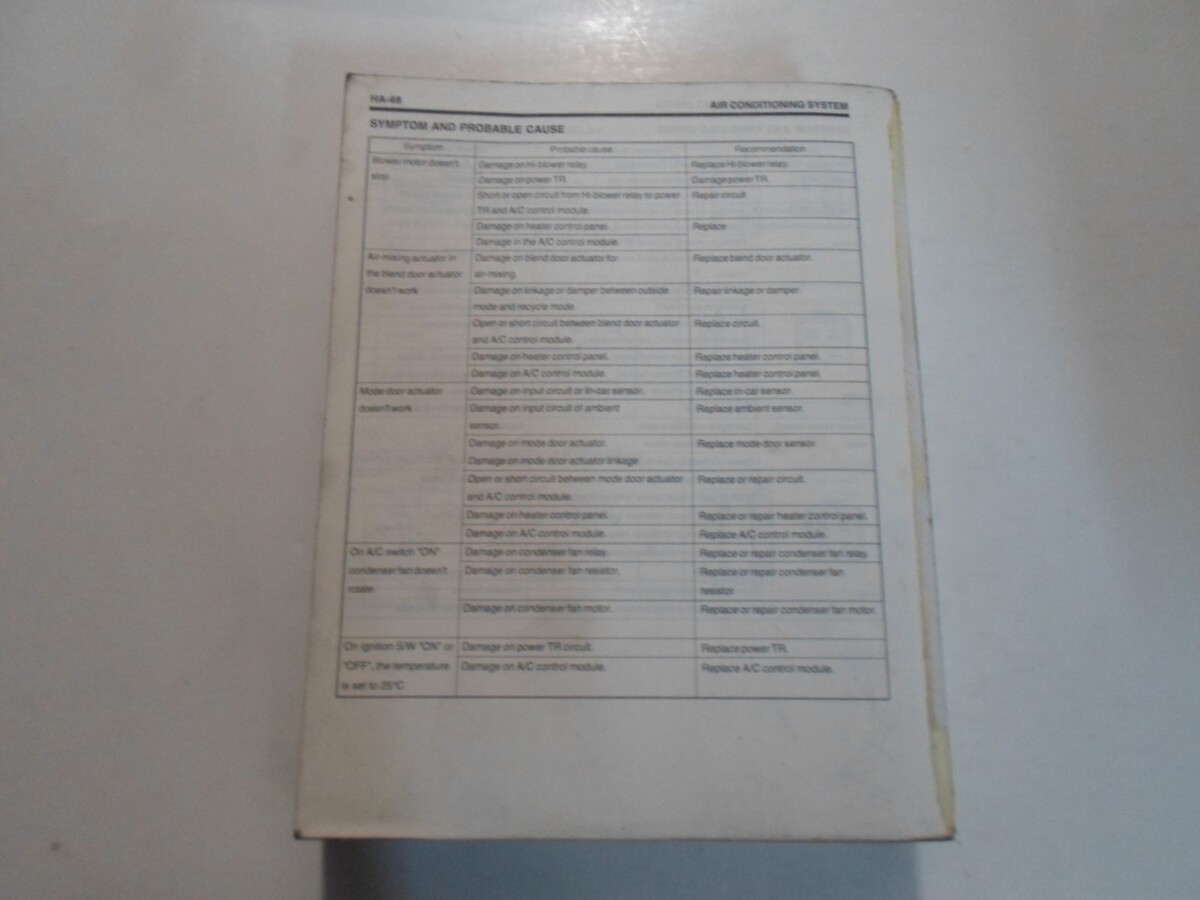 HA-48 AIR CONDITIONING SYSTEM
SYMPTOM AND PROBABLE CAUSE
Symptom Probable cause Recommendation
Blower motor doesn't Damage on Hi-blower relay. Replace Hi-blower relay.
stop Damage on power TR. Damage power TR.
Short or open circuit from Hi-blower relay to power Repair circuit
TR and A/C control module.
Damage on heater control panel. Replace
Damage in the A/C control module.
Air-mixing actuator in Damage on blend door actuator for Replace blend door actuator.
the blend door actuator air-mixing.
doesn't work Damage on linkage or damper between outside Repair linkage or damper
mode and recycle mode.
Open or short circuit between blend door actuator Replace circuit.
and A/C control module.
Damage on heater control panel. Replace heater control panel.
Damage on A/C control module. Replace heater control panel.
Mode door actuator Damage on input circuit or In-car sensor. Replace in-car sensor.
doesn't work Damage on input circuit of ambient Replace ambient sensor.
sensor.
Damage on mode door actuator. Replace mode door sensor.
Damage on mode door actuator linkage
Open or short circuit between mode door actuator Replace or repair circuit.
and A/C control module.
Damage on heater control panel. Replace or repair heater control panel.
Damage on A/C control module. Replace A/C control module.
On A/C switch "ON" Damage on condenser fan relay. Replace or repair condenser fan relay.
condenser fan doesn't Damage on condenser fan resistor. Replace or repair condenser fan
rotate resistor
Damage on condenser fan motor. Replace or repair condenser fan motor.
On ignition S/W "ON" or Damage on power TR circuit. Replace power TR.
"OFF", the temperature Damage on A/C control module. Replace A/C control module.
is set to 25°C